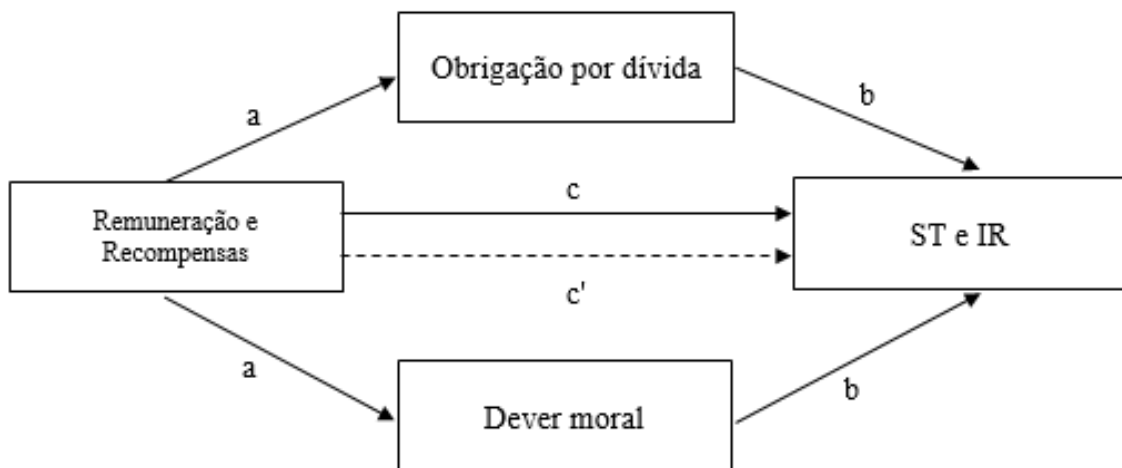 Obrigação por dívida
a
b
Remuneração e
Recompensas
c
c'
ST e IR
a
b
Dever moral